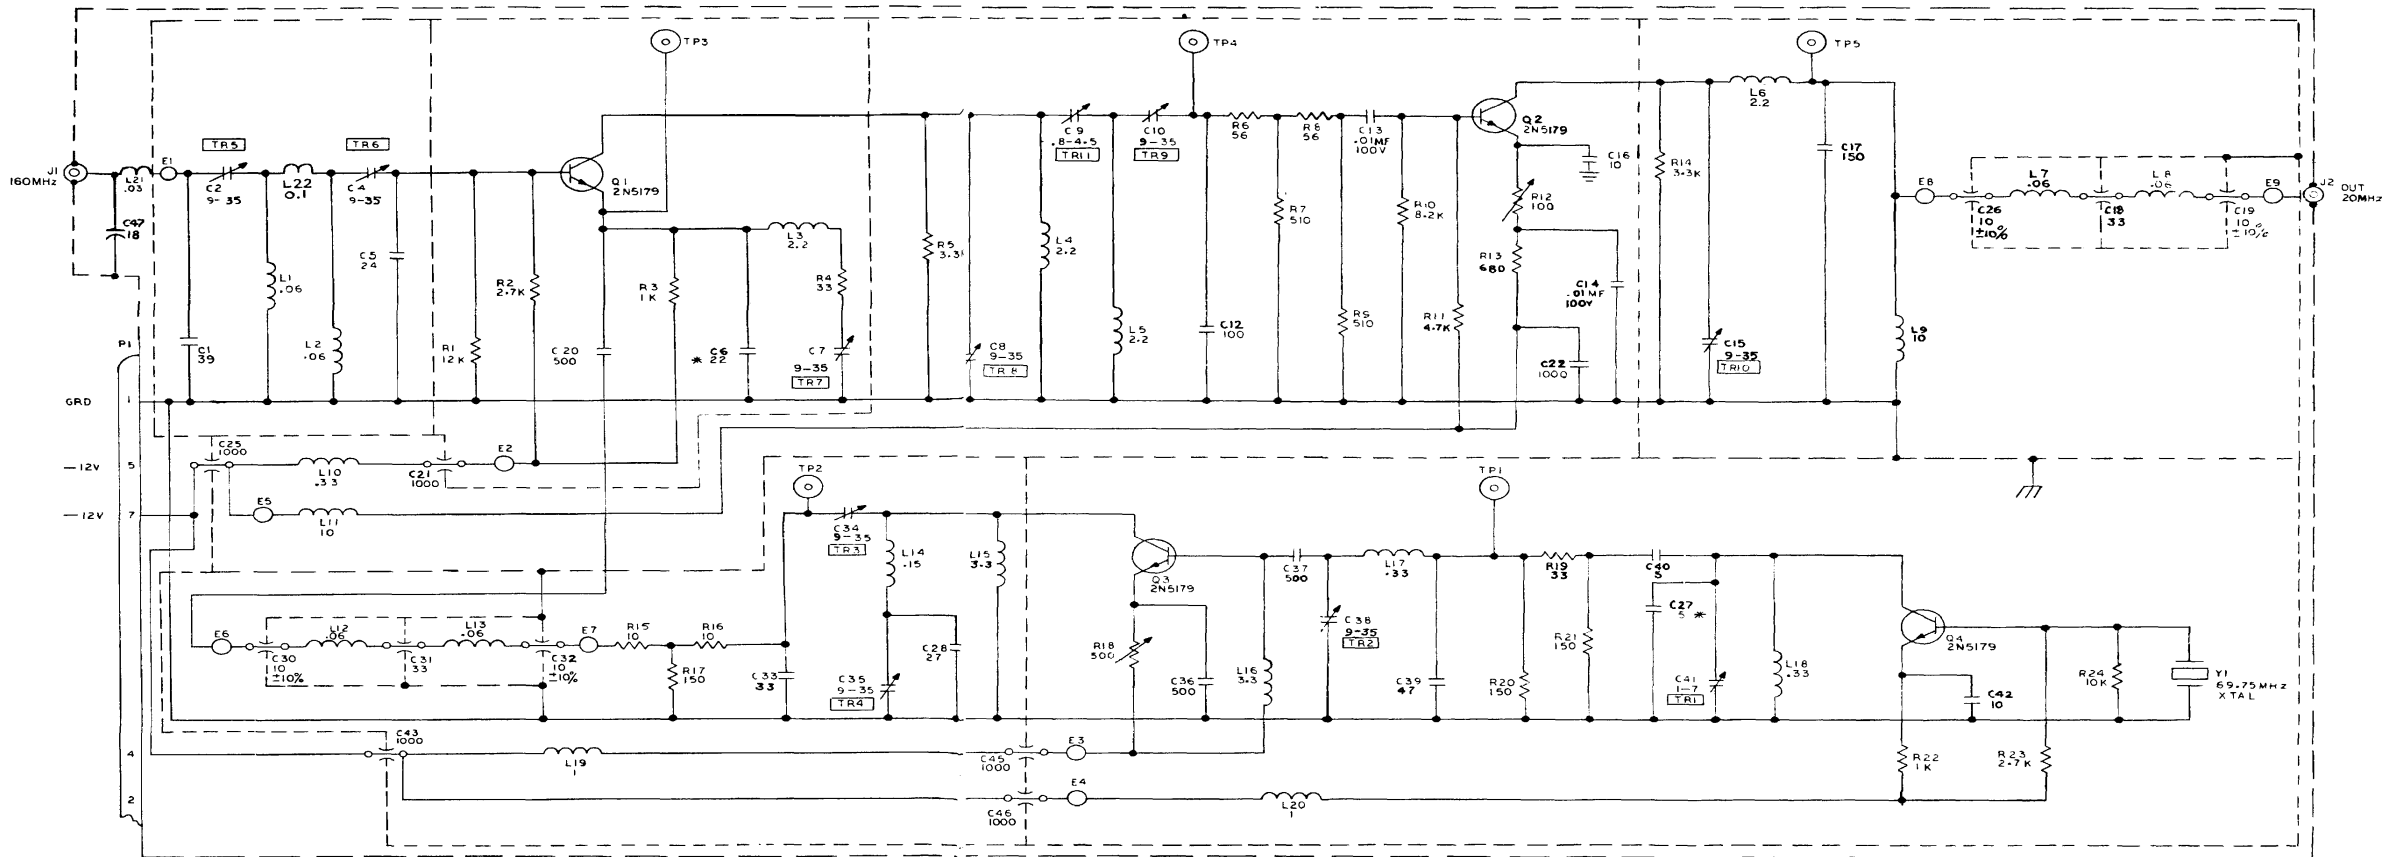 TP3
TP4
TP5
J1
160MHz
L21
.03
E1
TR5
C2
9-35
L22
0.1
TR6
C4
9-35
C47
18
C1
39
L1
.06
L2
.06
C5
24
R1
12K
R2
2.7K
Q1
2N5179
C20
500
R3
1K
* C6
22
L3
2.2
R4
33
C7
9-35
TR7
R5
3.3
C8
9-35
TR8
L4
2.2
C9
.8-4.5
TR11
L5
2.2
C10
9-35
TR9
C12
100
R6
56
R7
510
R8
56
R9
510
C13
.01MF
100V
R10
8.2K
R11
4.7K
Q2
2N5179
C16
10
R12
100
R13
680
C14
.01MF
100V
C22
1000
R14
3.3K
C15
9-35
TR10
L6
2.2
C17
150
L9
10
E8
C26
10
±10%
L7
.06
C18
33
L8
.06
C19
10
±10%
E9
J2 OUT
20MHz
P1
GRD 1
—12V 5
—12V 7
4
2
C25
1000
L10
.33
C21
1000
E2
E5
L11
10
TP2
TP1
C34
9-35
TR3
L14
.15
L15
3.3
Q3
2N5179
C37
500
L17
.33
R19
33
C40
5
E6
C30
10
±10%
L12
.06
C31
33
L13
.06
C32
10
±10%
E7
R15
10
R16
10
R17
150
C33
33
C35
9-35
TR4
C28
27
R18
500
C36
500
L16
3.3
C38
9-35
TR2
C39
47
R20
150
R21
150
C27
5 *
C41
1-7
TR1
L18
.33
Q4
2N5179
C42
10
R24
10K
Y1
69.75MHz
XTAL
C43
1000
L19
1
C45
1000
E3
C46
1000
E4
L20
1
R22
1K
R23
2.7K